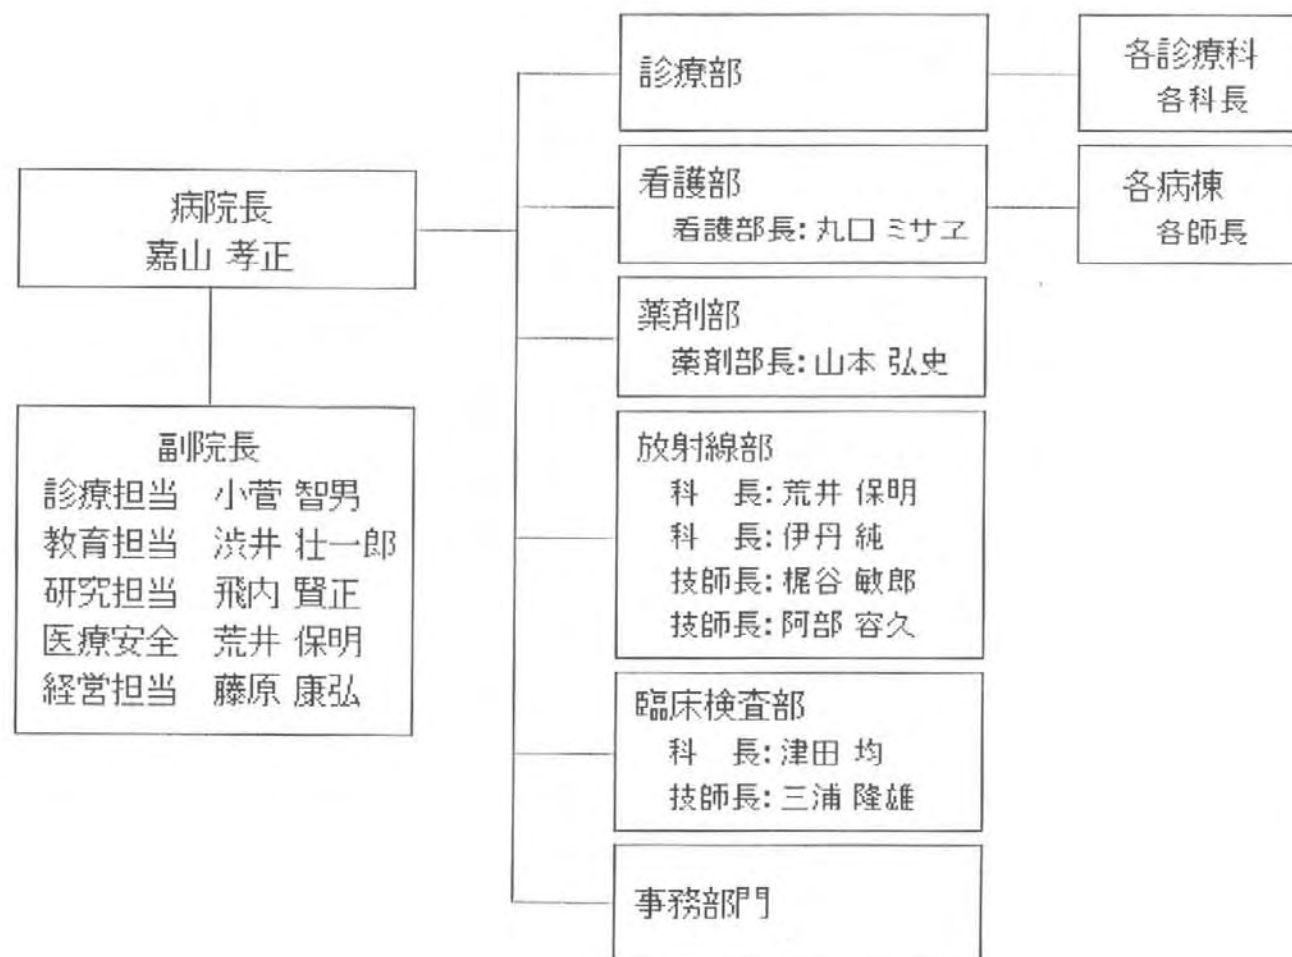 病院長
嘉山 孝正
副院長
診療担当 小菅 智男
教育担当 渋井 壮一郎
研究担当 飛内 賢正
医療安全 荒井 保明
経営担当 藤原 康弘
診療部
各診療科
各科長
看護部
看護部長: 丸口 ミサヱ
各病棟
各師長
薬剤部
薬剤部長: 山本 弘史
放射線部
科 長: 荒井 保明
科 長: 伊丹 純
技師長: 梶谷 敏郎
技師長: 阿部 容久
臨床検査部
科 長: 津田 均
技師長: 三浦 隆雄
事務部門